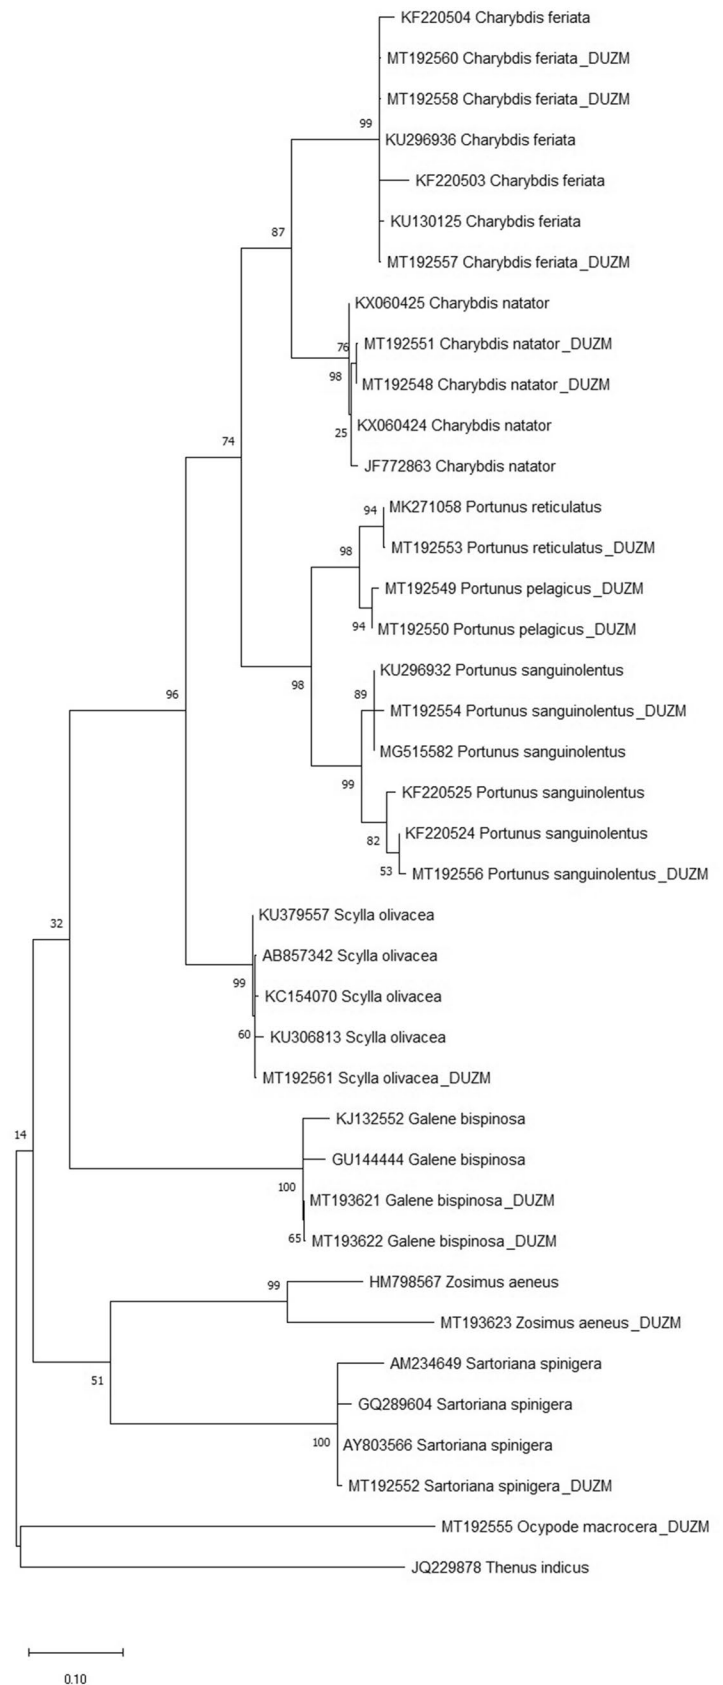 KF220504 Charybdis feriata
MT192560 Charybdis feriata_DUZM
MT192558 Charybdis feriata_DUZM
99
KU296936 Charybdis feriata
KF220503 Charybdis feriata
KU130125 Charybdis feriata
87
MT192557 Charybdis feriata_DUZM
KX060425 Charybdis natator
76
MT192551 Charybdis natator_DUZM
98
MT192548 Charybdis natator_DUZM
KX060424 Charybdis natator
25
74
JF772863 Charybdis natator
94
MK271058 Portunus reticulatus
98
MT192553 Portunus reticulatus_DUZM
MT192549 Portunus pelagicus_DUZM
94
MT192550 Portunus pelagicus_DUZM
98
KU296932 Portunus sanguinolentus
96
89
MT192554 Portunus sanguinolentus_DUZM
MG515582 Portunus sanguinolentus
99
KF220525 Portunus sanguinolentus
KF220524 Portunus sanguinolentus
82
53
MT192556 Portunus sanguinolentus_DUZM
32
KU379557 Scylla olivacea
AB857342 Scylla olivacea
99
KC154070 Scylla olivacea
60
KU306813 Scylla olivacea
MT192561 Scylla olivacea_DUZM
14
KJ132552 Galene bispinosa
GU144444 Galene bispinosa
100
MT193621 Galene bispinosa_DUZM
65
MT193622 Galene bispinosa_DUZM
99
HM798567 Zosimus aeneus
MT193623 Zosimus aeneus_DUZM
51
AM234649 Sartoriana spinigera
GQ289604 Sartoriana spinigera
100
AY803566 Sartoriana spinigera
MT192552 Sartoriana spinigera_DUZM
MT192555 Ocypode macrocera_DUZM
JQ229878 Thenus indicus
0.10